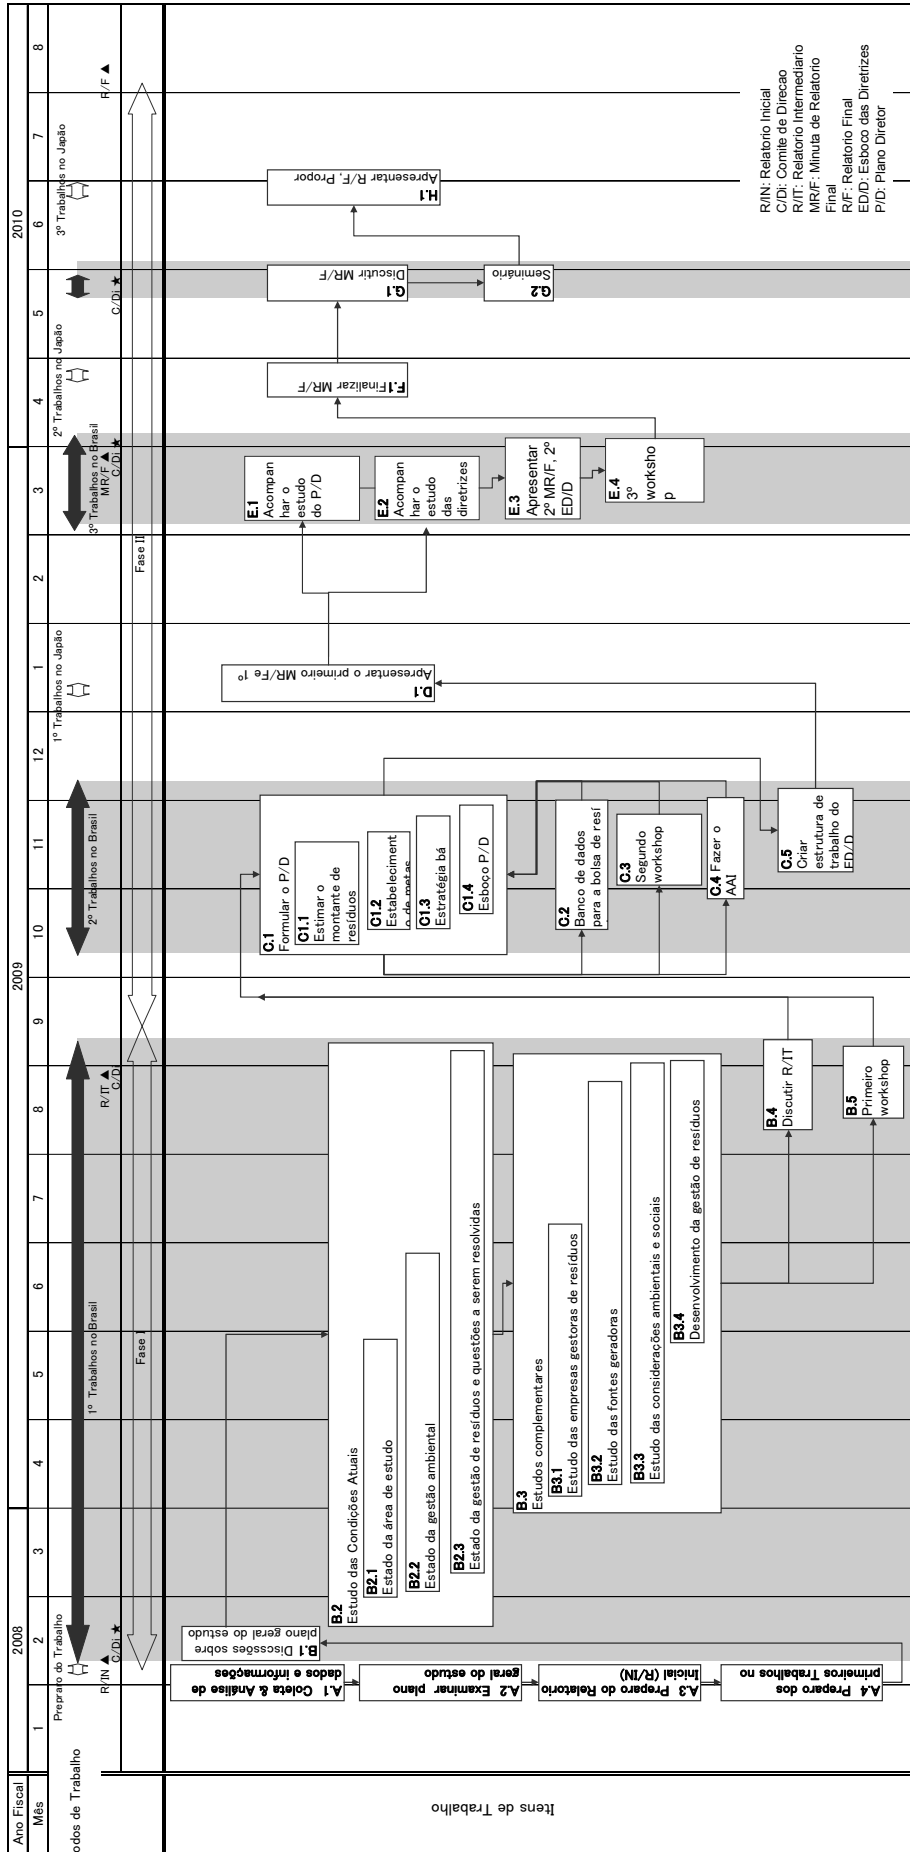 Ano Fiscal
2008
2009
2010
Mês
1
2
3
4
5
6
7
8
9
10
11
12
1
2
3
4
5
6
7
8
odos de Trabalho
Prepraro do Trabalho
1º Trabalhos no Brasil
2º Trabalhos no Brasil
1º Trabalhos no Japão
3º Trabalhos no Brasil
2º Trabalhos no Japão
3º Trabalhos no Japão
R/IN ▲
C/Di ★
R/IT ▲
C/Di
MR/F ▲
C/Di ★
C/Di ★
R/F ▲
Fase I
Fase II
Itens de Trabalho
A.1 Coleta & Análise de
dados e informações
A.2 Examinar plano
geral do estudo
A.3 Preparo do Relatorio
Inicial (R/IN)
A.4 Preparo dos
primeiros Trabalhos no
B.1 Discssões sobre
plano geral do estudo
B.2
Estudo das Condições Atuais
B2.1
Estado da área de estudo
B2.2
Estado da gestão ambiental
B2.3
Estado da gestão de resíduos e questões a serem resolvidas
B.3
Estudos complementares
B3.1
Estudo das empresas gestoras de resíduos
B3.2
Estudo das fontes geradoras
B3.3
Estudo das considerações ambientais e sociais
B3.4
Desenvolvimento da gestão de resíduos
B.4
Discutir R/IT
B.5
Primeiro
workshop
C.1
Formular o P/D
C1.1
Estimar o
montante de
resíduos
C1.2
Estabeleciment
o de metas
C1.3
Estratégia bá
C1.4
Esboço P/D
C.2
Banco de dados
para a bolsa de resí
C.3
Segundo
workshop
C.4 Fazer o
AAI
C.5
Criar
estrutura de
trabalho do
ED/D
D.1
Apresentar o primeiro MR/Fe 1º
E.1
Acompan
har o
estudo
do P/D
E.2
Acompan
har o
estudo
das
diretrizes
E.3
Apresentar
2º MR/F, 2º
ED/D
E.4
3º
worksho
p
F.1 Finalizar MR/F
G.1
Discutir MR/F
G.2
Seminário
H.1
Apresentar R/F, Propor
R/IN: Relatorio Inicial
C/Di: Comite de Direcao
R/IT: Relatorio Intermediario
MR/F: Minuta de Relatorio
Final
R/F: Relatorio Final
ED/D: Esboco das Diretrizes
P/D: Plano Diretor